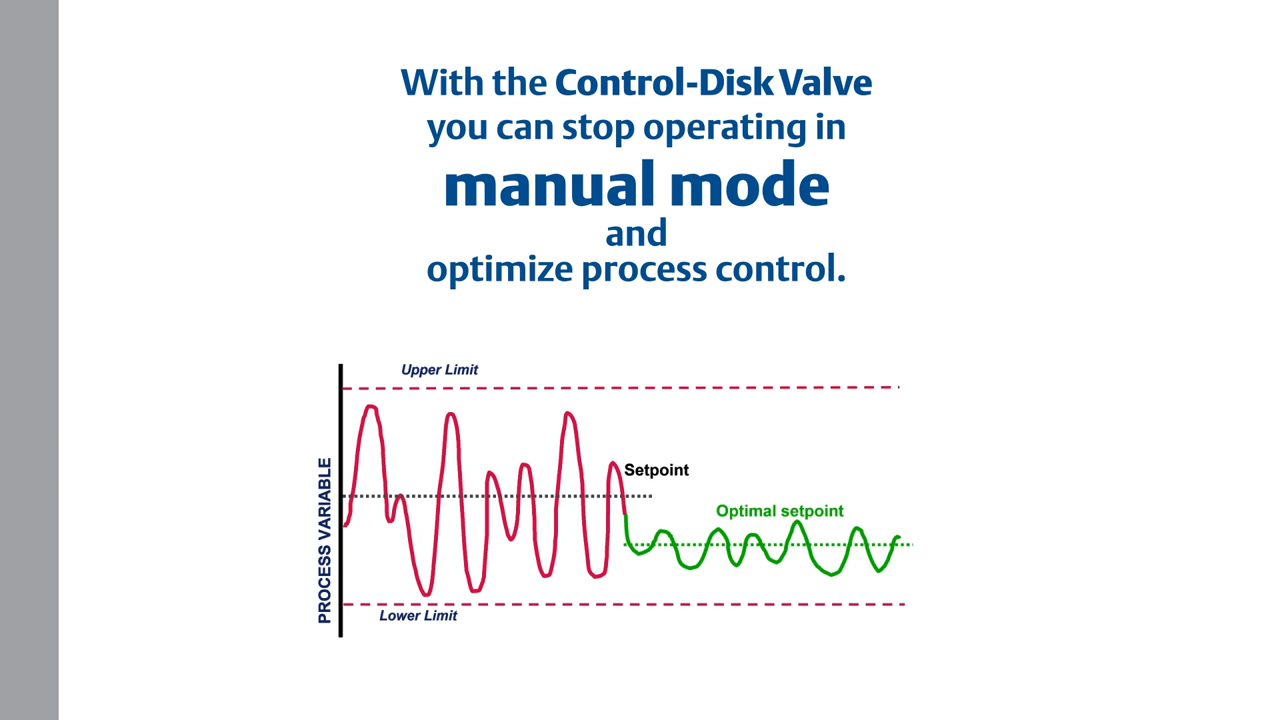 With the Control-Disk Valve
you can stop operating in
manual mode
and
optimize process control.
Upper Limit
Setpoint
Optimal setpoint
PROCESS VARIABLE
Lower Limit